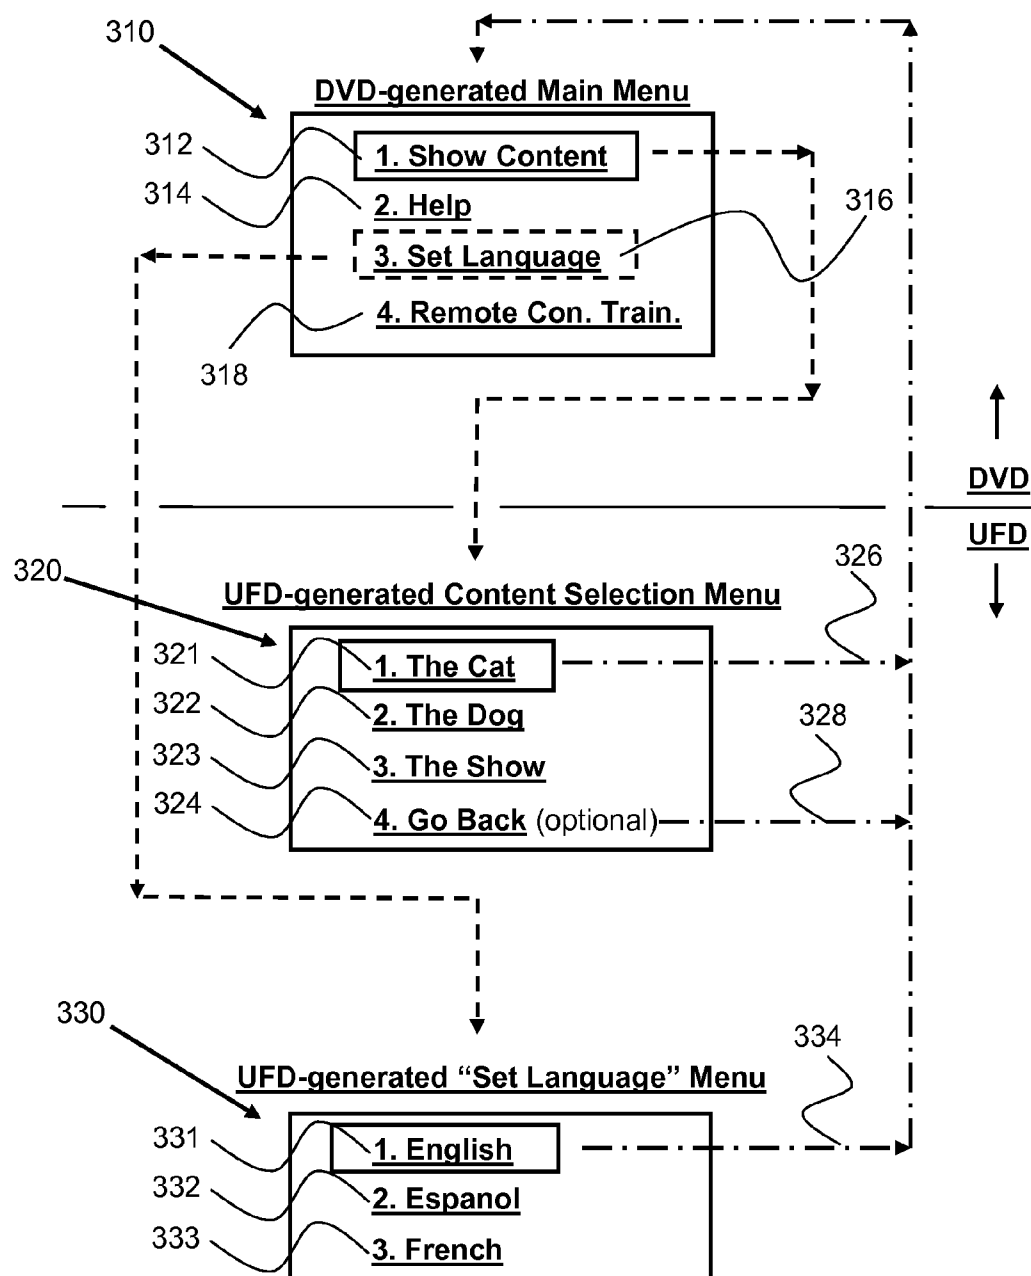 310
DVD-generated Main Menu
312
1. Show Content
314
2. Help
316
3. Set Language
4. Remote Con. Train.
318
DVD
UFD
320
326
UFD-generated Content Selection Menu
321
1. The Cat
322
2. The Dog
328
323
3. The Show
324
4. Go Back (optional)
330
334
UFD-generated “Set Language” Menu
331
1. English
332
2. Espanol
333
3. French